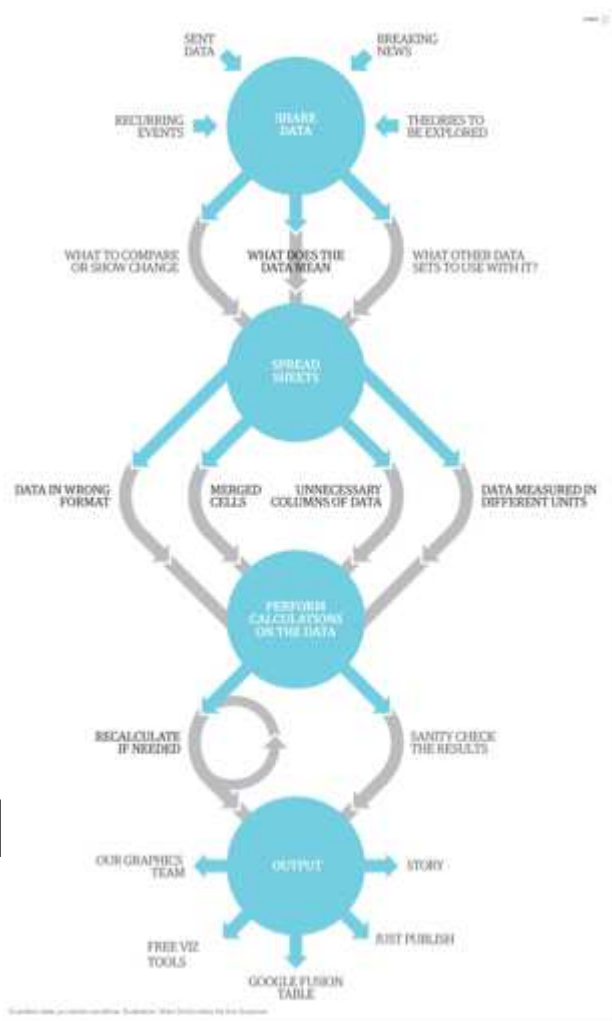 SENT
DATA
BREAKING
NEWS
SHARE
DATA
RECURRING
EVENTS
THEORIES TO
BE EXPLORED
WHAT TO COMPARE
OR SHOW CHANGE
WHAT DOES THE
DATA MEAN
WHAT OTHER DATA
SETS TO USE WITH IT?
SPREAD
SHEETS
DATA IN WRONG
FORMAT
MERGED
CELLS
UNNECESSARY
COLUMNS OF DATA
DATA MEASURED IN
DIFFERENT UNITS
PERFORM
CALCULATIONS
ON THE DATA
RECALCULATE
IF NEEDED
SANITY CHECK
THE RESULTS
OUR GRAPHICS
TEAM
OUTPUT
STORY
FREE VIZ
TOOLS
JUST PUBLISH
GOOGLE FUSION
TABLE